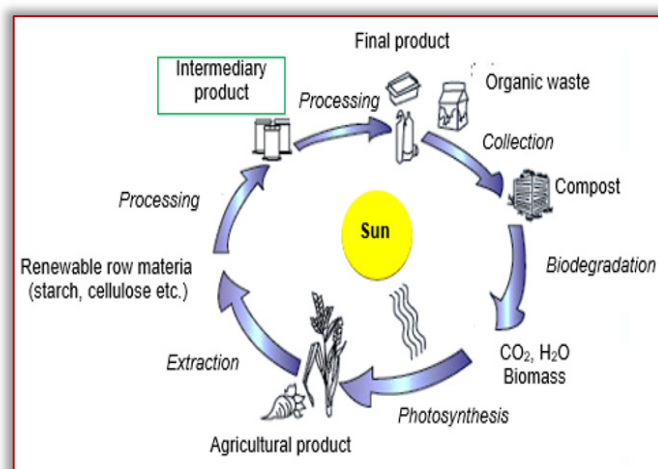 Final product
Intermediary
product
Processing
Organic waste
Collection
Compost
Processing
Sun
Biodegradation
Renewable row materia
(starch, cellulose etc.)
CO₂, H₂O
Biomass
Extraction
Photosynthesis
Agricultural product